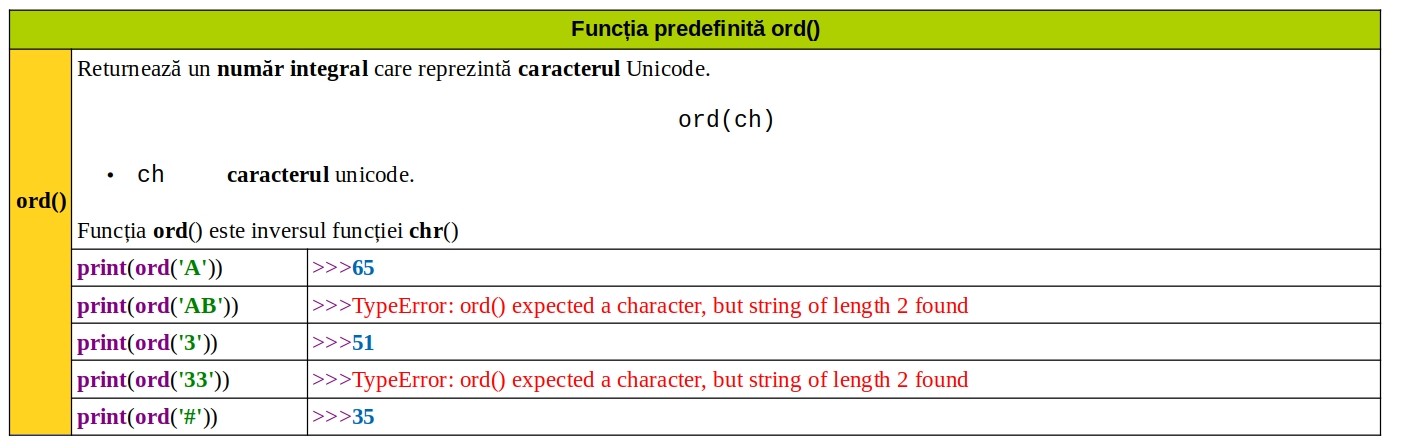 Funcția predefinită ord()
Returnează un număr integral care reprezintă caracterul Unicode.
ord(ch)
• ch caracterul unicode.
ord()
Funcția ord() este inversul funcției chr()
print(ord('A')) >>>65
print(ord('AB')) >>>TypeError: ord() expected a character, but string of length 2 found
print(ord('3')) >>>51
print(ord('33')) >>>TypeError: ord() expected a character, but string of length 2 found
print(ord('#')) >>>35